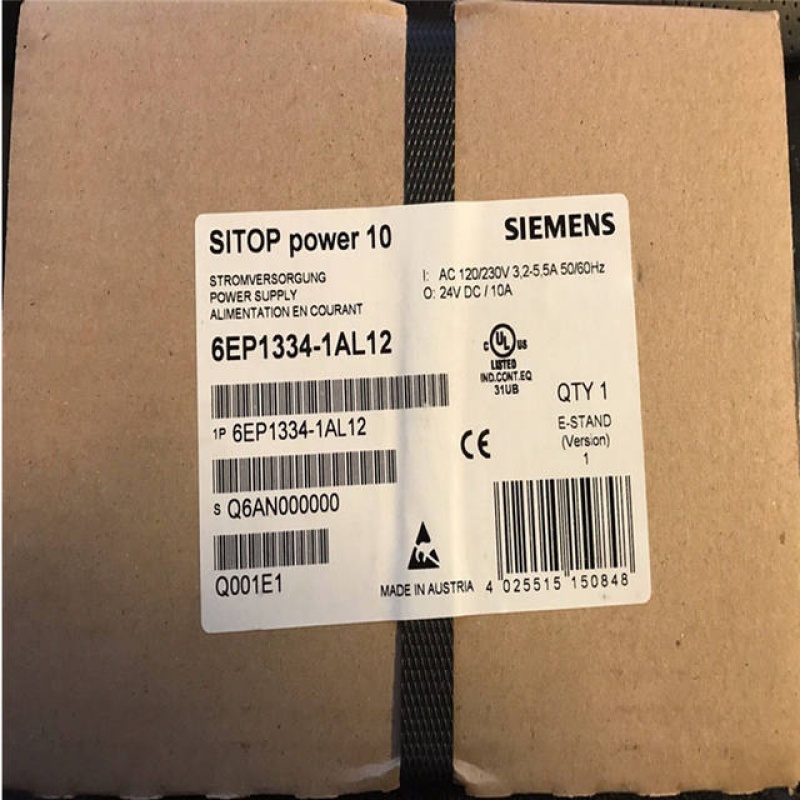 SITOP power 10
SIEMENS
STROMVERSORGUNG
POWER SUPPLY
ALIMENTATION EN COURANT
I: AC 120/230V 3,2-5,5A 50/60Hz
O: 24V DC / 10A
6EP1334-1AL12
C UL US
LISTED
IND.CONT.EQ
31UB
QTY 1
E-STAND
(Version)
1
1P 6EP1334-1AL12
CE
S Q6AN000000
Q001E1
MADE IN AUSTRIA
4 025515 150848